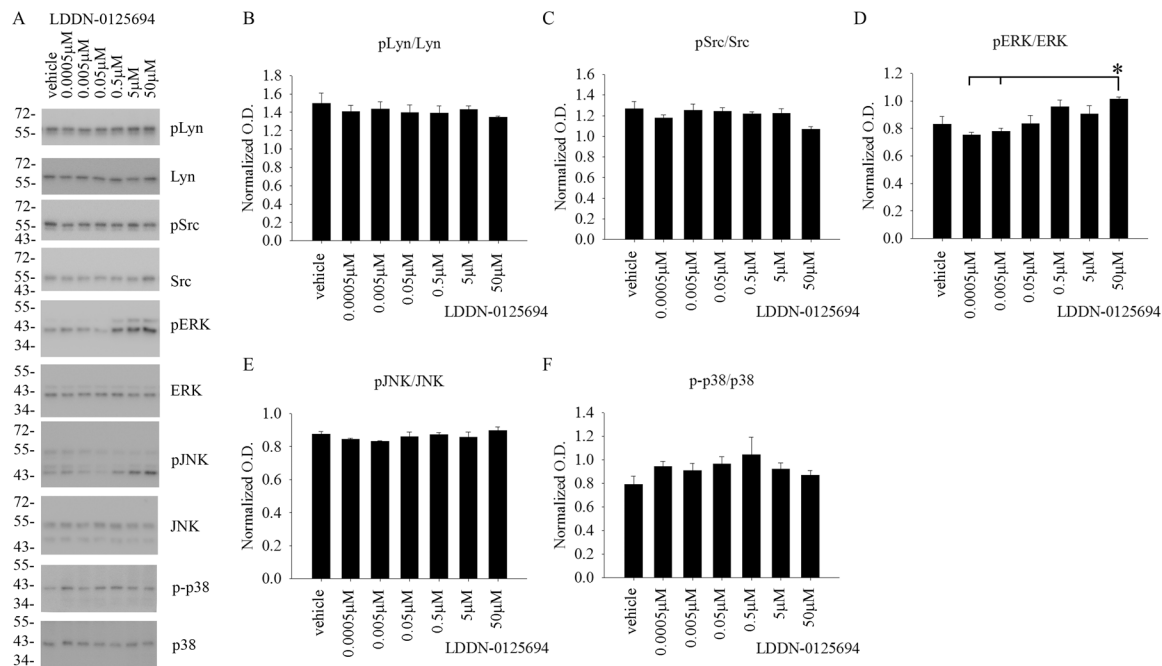 A
LDDN-0125694
vehicle
0.0005µM
0.005µM
0.05µM
0.5µM
5µM
50µM
72-
55-
pLyn
72-
55-
Lyn
72-
55-
43-
pSrc
72-
55-
43-
Src
55-
43-
34-
pERK
55-
43-
34-
ERK
72-
55-
43-
pJNK
72-
55-
43-
JNK
55-
43-
34-
p-p38
55-
43-
34-
p38
B
pLyn/Lyn
Normalized O.D.
1.8
1.6
1.4
1.2
1.0
0.8
0.6
0.4
0.2
0.0
vehicle
0.0005µM
0.005µM
0.05µM
0.5µM
5µM
50µM
LDDN-0125694
C
pSrc/Src
Normalized O.D.
1.6
1.4
1.2
1.0
0.8
0.6
0.4
0.2
0.0
vehicle
0.0005µM
0.005µM
0.05µM
0.5µM
5µM
50µM
LDDN-0125694
D
pERK/ERK
*
Normalized O.D.
1.2
1.0
0.8
0.6
0.4
0.2
0.0
vehicle
0.0005µM
0.005µM
0.05µM
0.5µM
5µM
50µM
LDDN-0125694
E
pJNK/JNK
Normalized O.D.
1.0
0.8
0.6
0.4
0.2
0.0
vehicle
0.0005µM
0.005µM
0.05µM
0.5µM
5µM
50µM
LDDN-0125694
F
p-p38/p38
Normalized O.D.
1.4
1.2
1.0
0.8
0.6
0.4
0.2
0.0
vehicle
0.0005µM
0.005µM
0.05µM
0.5µM
5µM
50µM
LDDN-0125694